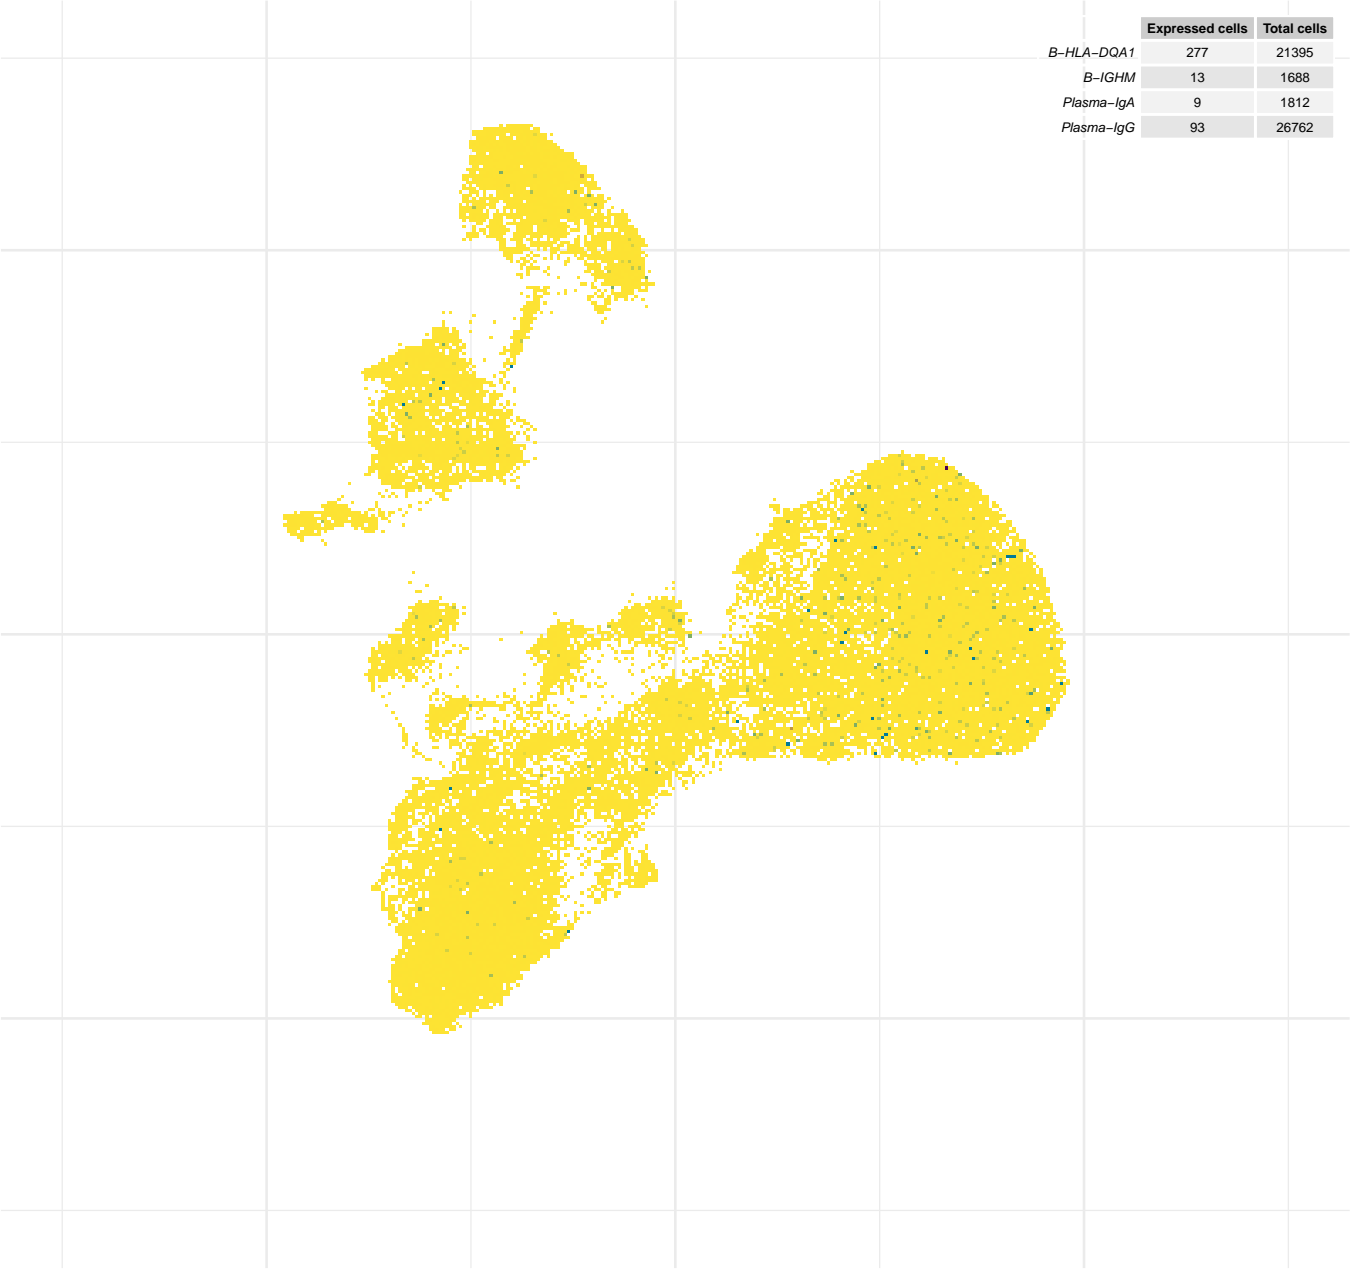 Expressed cells Total cells
B−HLA−DQA1 277 21395
B−IGHM 13 1688
Plasma−IgA 9 1812
Plasma−IgG 93 26762